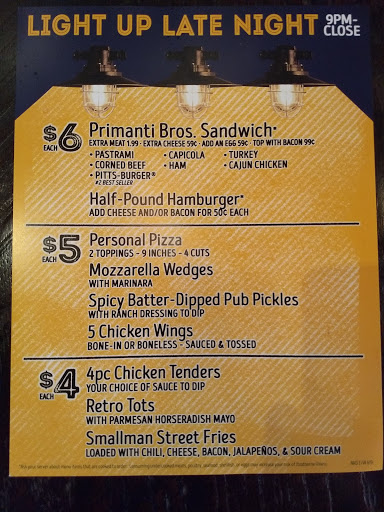 LIGHT UP LATE NIGHT 9PM-CLOSE
$6 EACH
Primanti Bros. Sandwich*
EXTRA MEAT 1.99 · EXTRA CHEESE 59¢ · ADD AN EGG 59¢ · TOP WITH BACON 99¢
• PASTRAMI • CAPICOLA • TURKEY
• CORNED BEEF • HAM • CAJUN CHICKEN
• PITTS-BURGER®
#2 BEST SELLER
Half-Pound Hamburger*
ADD CHEESE AND/OR BACON FOR 50¢ EACH
$5 EACH
Personal Pizza
2 TOPPINGS - 9 INCHES - 4 CUTS
Mozzarella Wedges
WITH MARINARA
Spicy Batter-Dipped Pub Pickles
WITH RANCH DRESSING TO DIP
5 Chicken Wings
BONE-IN OR BONELESS - SAUCED & TOSSED
$4 EACH
4pc Chicken Tenders
YOUR CHOICE OF SAUCE TO DIP
Retro Tots
WITH PARMESAN HORSERADISH MAYO
Smallman Street Fries
LOADED WITH CHILI, CHEESE, BACON, JALAPEÑOS, & SOUR CREAM